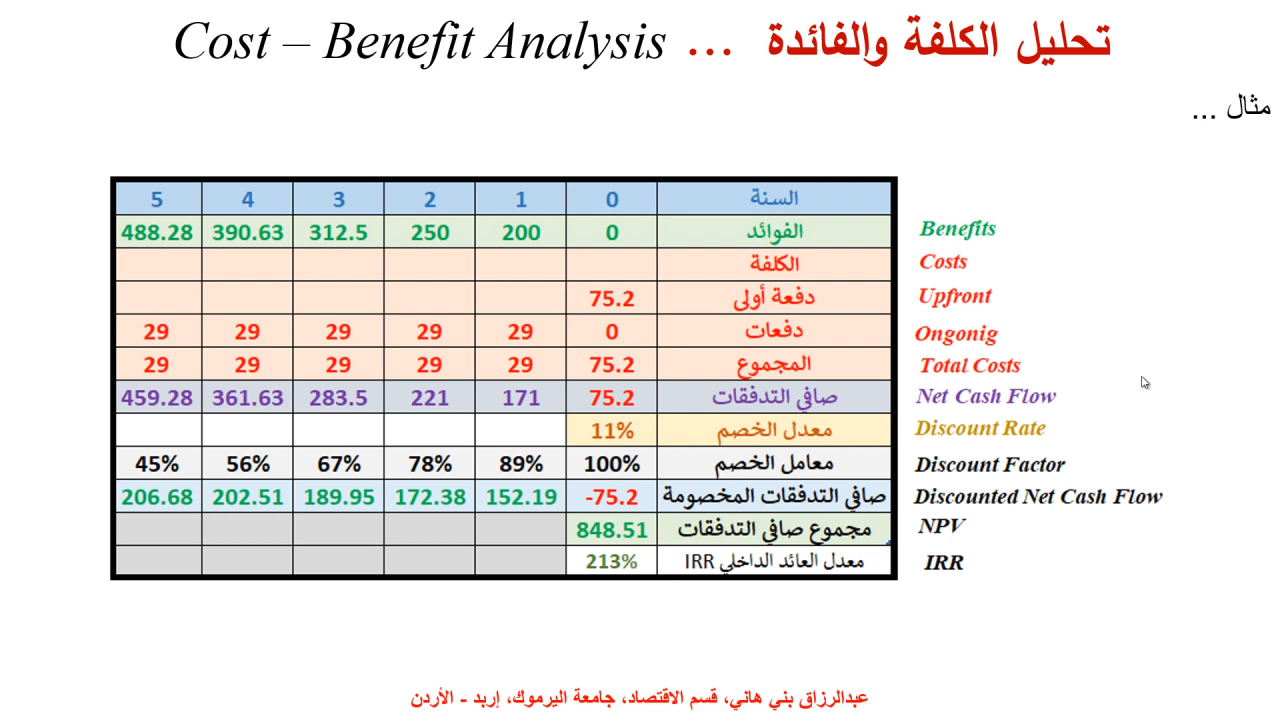 تحليل الكلفة والفائدة ... Cost – Benefit Analysis
مثال ...
السنة 0 1 2 3 4 5
الفوائد 0 200 250 312.5 390.63 488.28 Benefits
الكلفة Costs
دفعة أولى 75.2 Upfront
دفعات 0 29 29 29 29 29 Ongonig
المجموع 75.2 29 29 29 29 29 Total Costs
صافي التدفقات 75.2 171 221 283.5 361.63 459.28 Net Cash Flow
معدل الخصم 11% Discount Rate
معامل الخصم 100% 89% 78% 67% 56% 45% Discount Factor
صافي التدفقات المخصومة -75.2 152.19 172.38 189.95 202.51 206.68 Discounted Net Cash Flow
مجموع صافي التدفقات 848.51 NPV
معدل العائد الداخلي IRR 213% IRR
عبدالرزاق بني هاني، قسم الاقتصاد، جامعة اليرموك، إربد - الأردن